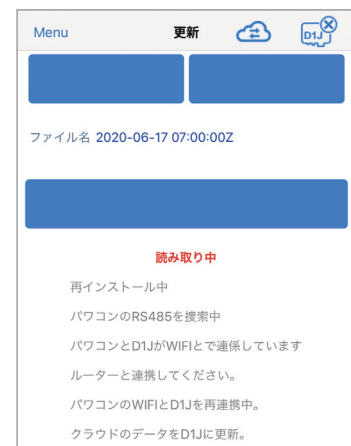 Menu 更新 D1J
ファイル名 2020-06-17 07:00:00Z
読み取り中
再インストール中
パワコンのRS485を捜索中
パワコンとD1JがWIFIとで連係しています
ルーターと連携してください。
パワコンのWIFIとD1Jを再連携中。
クラウドのデータをD1Jに更新。